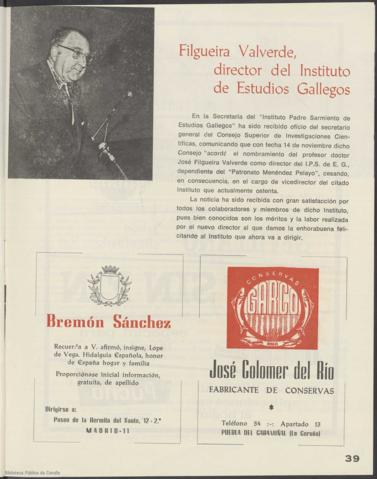 Filgueira Valverde,
director del Instituto
de Estudios Gallegos
En la Secretaría del "Instituto Padre Sarmiento de
Estudios Gallegos" ha sido recibido oficio del secretario
general del Consejo Superior de Investigaciones Cien-
tíficas, comunicando que con fecha 14 de noviembre dicho
Consejo "acordó el nombramiento del profesor doctor
José Filgueira Valverde como director del I.P.S. de E. G.,
dependiente del "Patronato Menéndez Pelayo", cesando,
en consecuencia, en el cargo de vicedirector del citado
Instituto que actualmente ostenta.
La noticia ha sido recibida con gran satisfacción por
todos los colaboradores y miembros de dicho Instituto,
pues bien conocidos son los méritos y la labor realizada
por el nuevo director al que damos la enhorabuena feli-
citando al Instituto que ahora va a dirigir.
Bremón Sánchez
Recuerda a V. afirmó, insigne, Lope
de Vega. Hidalguía Española, honor
de España hogar y familia
Proporciónase inicial información,
gratuita, de apellido
Dirigirse a:
Paseo de la Hermita del Santo, 12 - 2.º
MADRID-11
CONSERVAS
GARCO
José Colomer del Río
FABRICANTE DE CONSERVAS
Teléfono 54 :-: Apartado 13
PUEBLA DEL CARAMIÑAL (La Coruña)
39
Biblioteca Pública da Coruña